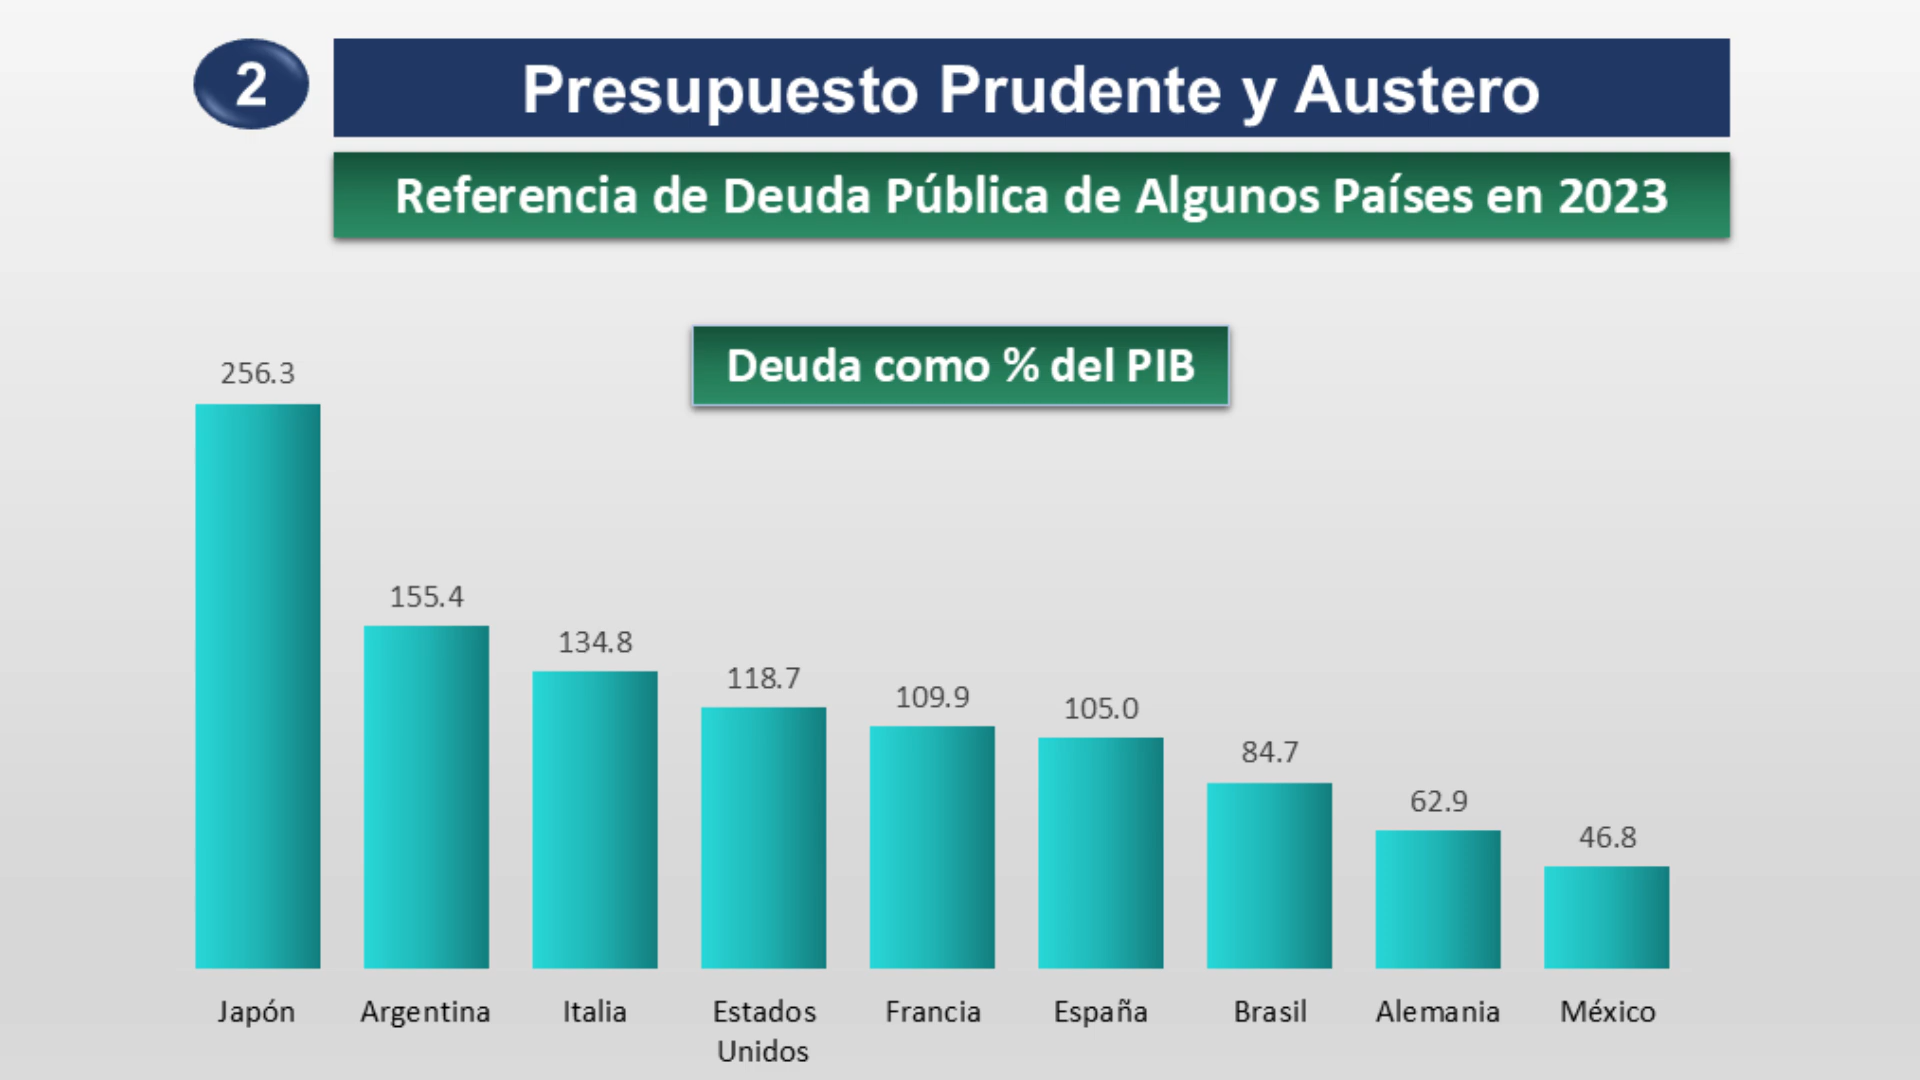 2
Presupuesto Prudente y Austero
Referencia de Deuda Pública de Algunos Países en 2023
Deuda como % del PIB
256.3
155.4
134.8
118.7
109.9
105.0
84.7
62.9
46.8
Japón
Argentina
Italia
Estados
Unidos
Francia
España
Brasil
Alemania
México